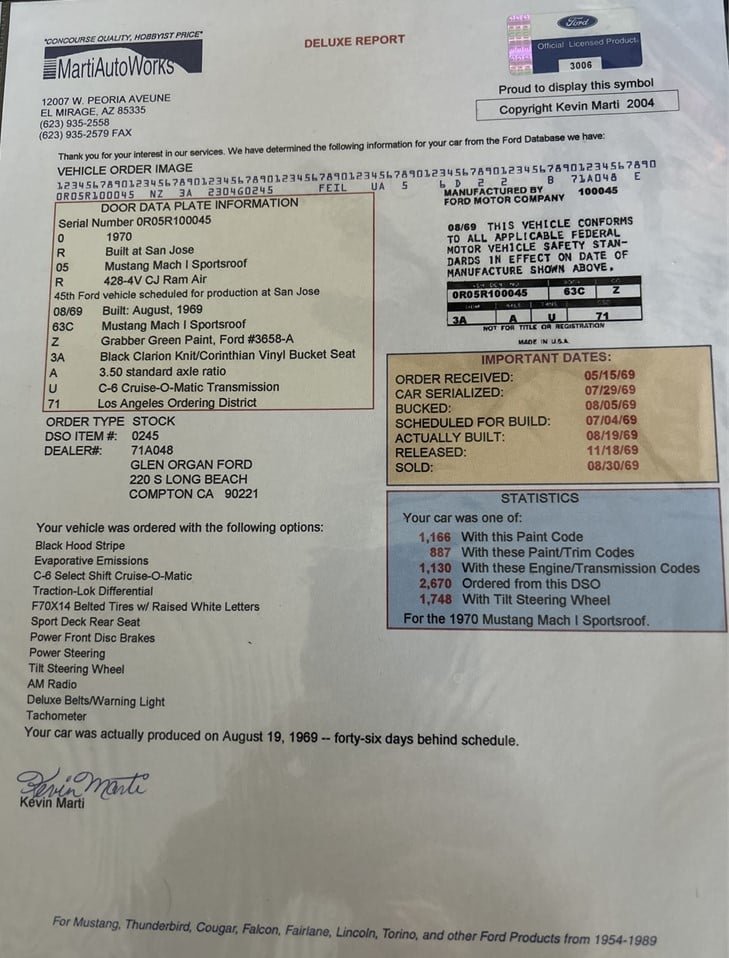 "CONCOURSE QUALITY, HOBBYIST PRICE"
MartiAutoWorks
DELUXE REPORT
Ford
Official Licensed Product
3006
Proud to display this symbol
Copyright Kevin Marti 2004
12007 W. PEORIA AVEUNE
EL MIRAGE, AZ 85335
(623) 935-2558
(623) 935-2579 FAX
Thank you for your interest in our services. We have determined the following information for your car from the Ford Database we have:
VEHICLE ORDER IMAGE
12345678901234567890123456789012345678901234567890123456789012345678901234567890
0R05R100045 NZ 3A 230460245 FEIL UA 5 6 D 2 2 B 71A048 E
MANUFACTURED BY 100045
FORD MOTOR COMPANY
DOOR DATA PLATE INFORMATION
Serial Number 0R05R100045
0 1970
R Built at San Jose
05 Mustang Mach I Sportsroof
R 428-4V CJ Ram Air
45th Ford vehicle scheduled for production at San Jose
08/69 Built: August, 1969
63C Mustang Mach I Sportsroof
Z Grabber Green Paint, Ford #3658-A
3A Black Clarion Knit/Corinthian Vinyl Bucket Seat
A 3.50 standard axle ratio
U C-6 Cruise-O-Matic Transmission
71 Los Angeles Ordering District
08/69 THIS VEHICLE CONFORMS
TO ALL APPLICABLE FEDERAL
MOTOR VEHICLE SAFETY STAN-
DARDS IN EFFECT ON DATE OF
MANUFACTURE SHOWN ABOVE.
0R05R100045 63C Z
3A A U 71
NOT FOR TITLE OR REGISTRATION
MADE IN U.S.A.
IMPORTANT DATES:
ORDER RECEIVED: 05/15/69
CAR SERIALIZED: 07/29/69
BUCKED: 08/05/69
SCHEDULED FOR BUILD: 07/04/69
ACTUALLY BUILT: 08/19/69
RELEASED: 11/18/69
SOLD: 08/30/69
ORDER TYPE STOCK
DSO ITEM #: 0245
DEALER#: 71A048
GLEN ORGAN FORD
220 S LONG BEACH
COMPTON CA 90221
STATISTICS
Your car was one of:
1,166 With this Paint Code
887 With these Paint/Trim Codes
1,130 With these Engine/Transmission Codes
2,670 Ordered from this DSO
1,748 With Tilt Steering Wheel
For the 1970 Mustang Mach I Sportsroof.
Your vehicle was ordered with the following options:
Black Hood Stripe
Evaporative Emissions
C-6 Select Shift Cruise-O-Matic
Traction-Lok Differential
F70X14 Belted Tires w/ Raised White Letters
Sport Deck Rear Seat
Power Front Disc Brakes
Power Steering
Tilt Steering Wheel
AM Radio
Deluxe Belts/Warning Light
Tachometer
Your car was actually produced on August 19, 1969 -- forty-six days behind schedule.
Kevin Marti
Kevin Marti
For Mustang, Thunderbird, Cougar, Falcon, Fairlane, Lincoln, Torino, and other Ford Products from 1954-1989